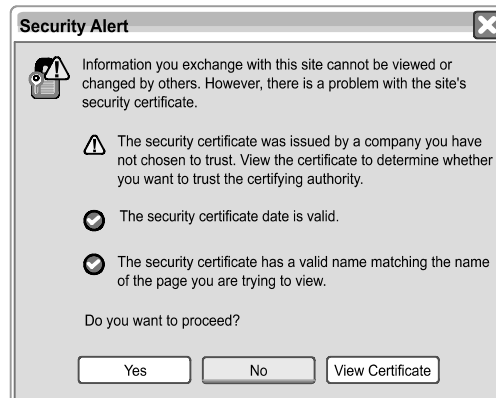 Security Alert
Information you exchange with this site cannot be viewed or
changed by others. However, there is a problem with the site's
security certificate.
The security certificate was issued by a company you have
not chosen to trust. View the certificate to determine whether
you want to trust the certifying authority.
The security certificate date is valid.
The security certificate has a valid name matching the name
of the page you are trying to view.
Do you want to proceed?
Yes No View Certificate